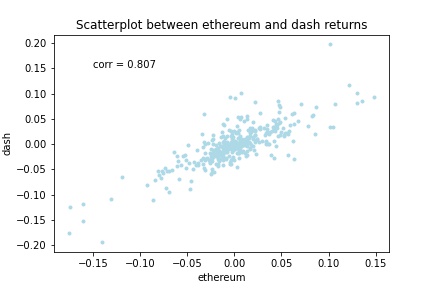 Scatterplot between ethereum and dash returns
corr = 0.807
0.20
0.15
0.10
0.05
0.00
−0.05
−0.10
−0.15
−0.20
dash
−0.15 −0.10 −0.05 0.00 0.05 0.10 0.15
ethereum